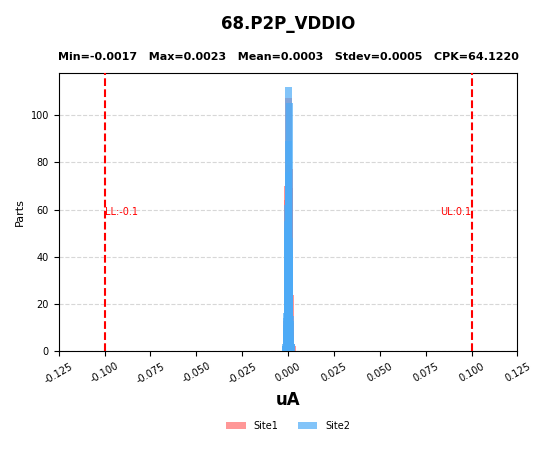 68.P2P_VDDIO
Min=-0.0017 Max=0.0023 Mean=0.0003 Stdev=0.0005 CPK=64.1220
100
80
60
40
20
0
Parts
LL:-0.1
UL:0.1
-0.125
-0.100
-0.075
-0.050
-0.025
0.000
0.025
0.050
0.075
0.100
0.125
uA
Site1
Site2